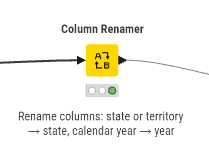 Column Renamer
A
B
Rename columns: state or territory
→ state, calendar year → year